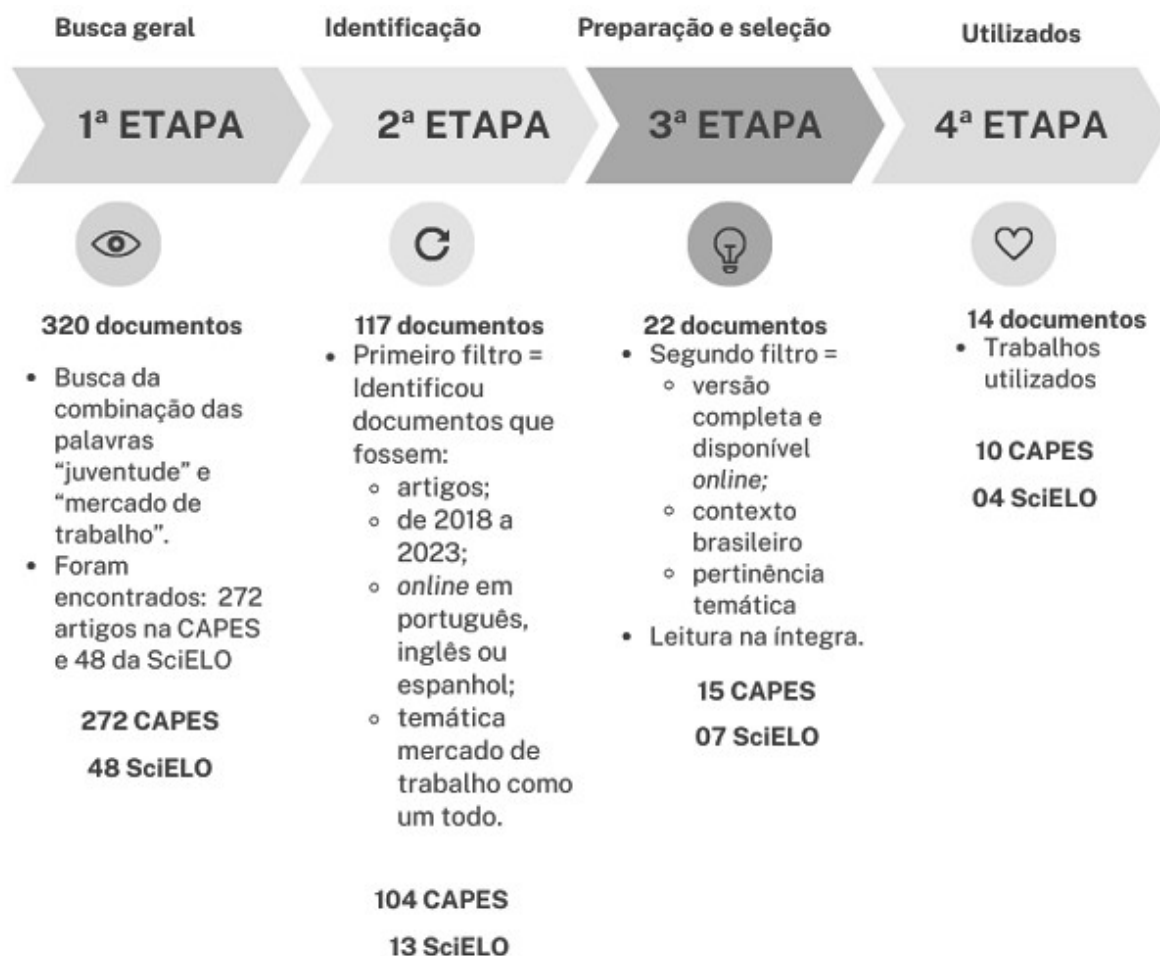 Busca geral
1ª ETAPA
320 documentos
• Busca da
combinação das
palavras
“juventude” e
“mercado de
trabalho”.
• Foram
encontrados: 272
artigos na CAPES
e 48 da SciELO
272 CAPES
48 SciELO
Identificação
2ª ETAPA
117 documentos
• Primeiro filtro =
Identificou
documentos que
fossem:
◦ artigos;
◦ de 2018 a
2023;
◦ online em
português,
inglês ou
espanhol;
◦ temática
mercado de
trabalho como
um todo.
104 CAPES
13 SciELO
Preparação e seleção
3ª ETAPA
22 documentos
• Segundo filtro =
◦ versão
completa e
disponível
online;
◦ contexto
brasileiro
◦ pertinência
temática
• Leitura na íntegra.
15 CAPES
07 SciELO
Utilizados
4ª ETAPA
14 documentos
• Trabalhos
utilizados
10 CAPES
04 SciELO